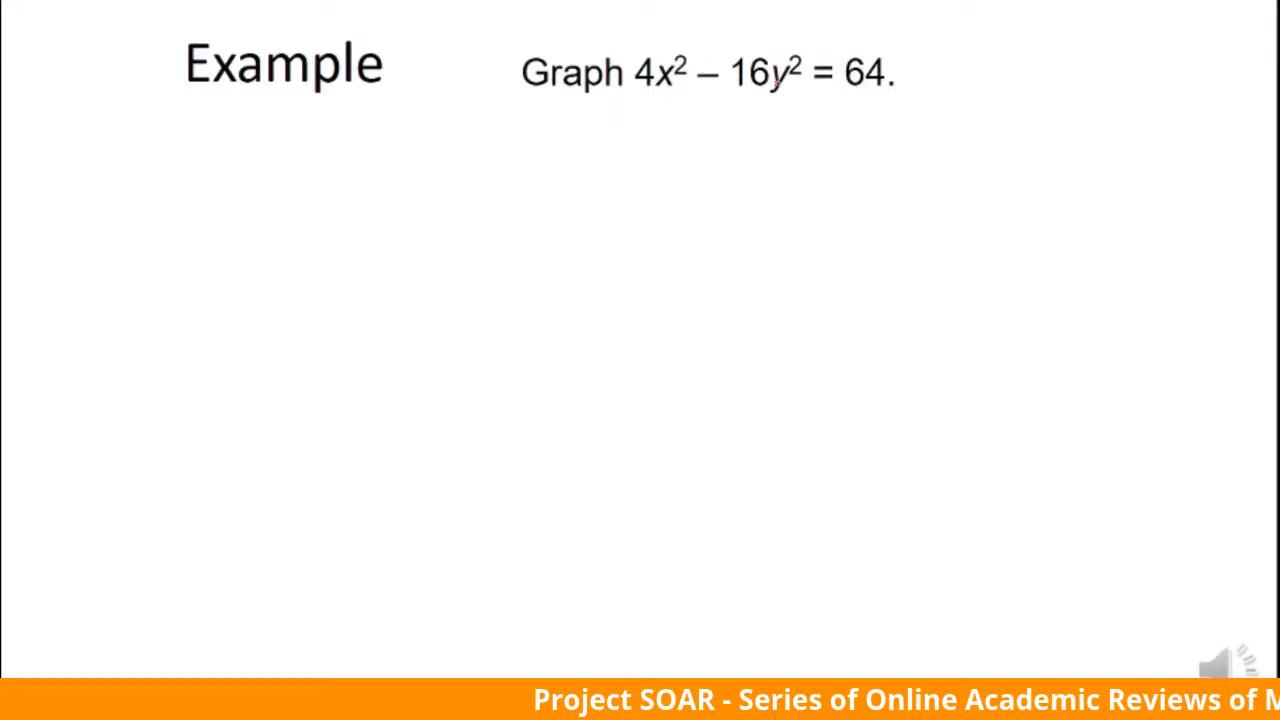 Example
Graph 4x² – 16y² = 64.
Project SOAR - Series of Online Academic Reviews of M